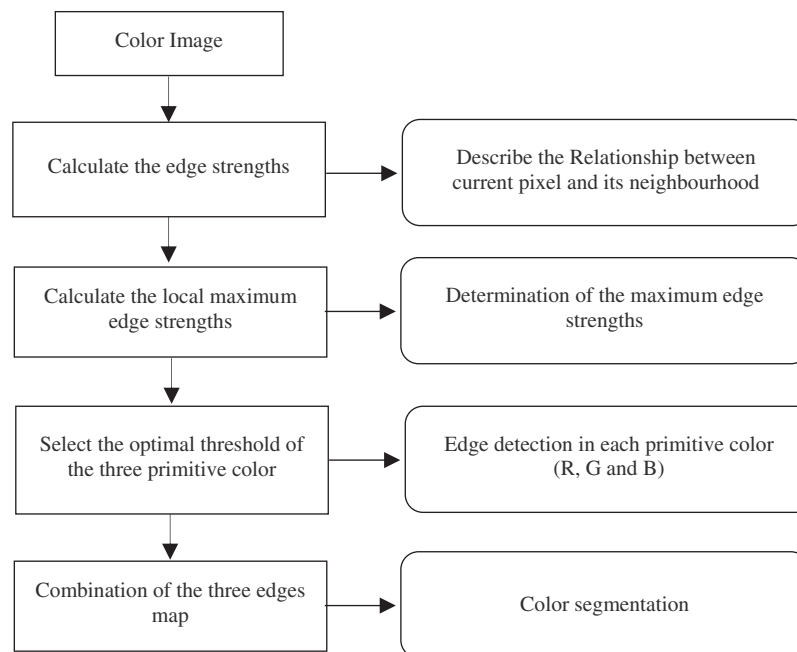 Color Image
Calculate the edge strengths
Describe the Relationship between
current pixel and its neighbourhood
Calculate the local maximum
edge strengths
Determination of the maximum edge
strengths
Select the optimal threshold of
the three primitive color
Edge detection in each primitive color
(R, G and B)
Combination of the three edges
map
Color segmentation